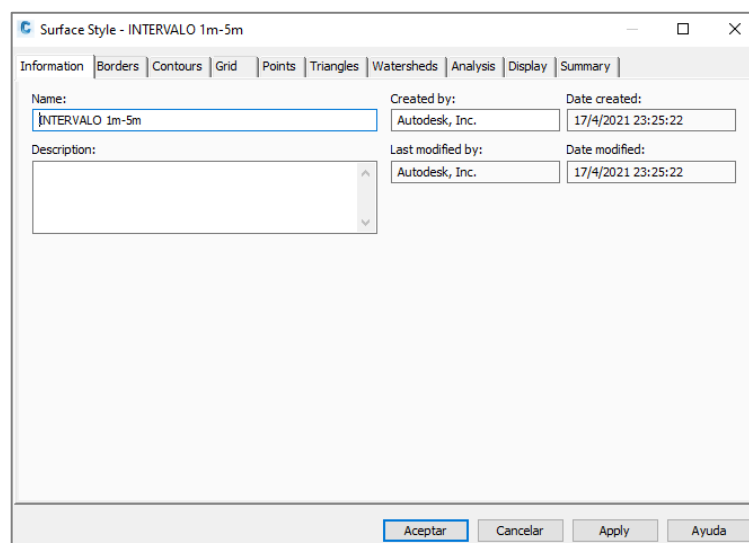 Surface Style - INTERVALO 1m-5m
Information Borders Contours Grid Points Triangles Watersheds Analysis Display Summary
Name: Created by: Date created:
INTERVALO 1m-5m Autodesk, Inc. 17/4/2021 23:25:22
Description: Last modified by: Date modified:
Autodesk, Inc. 17/4/2021 23:25:22
Aceptar Cancelar Apply Ayuda